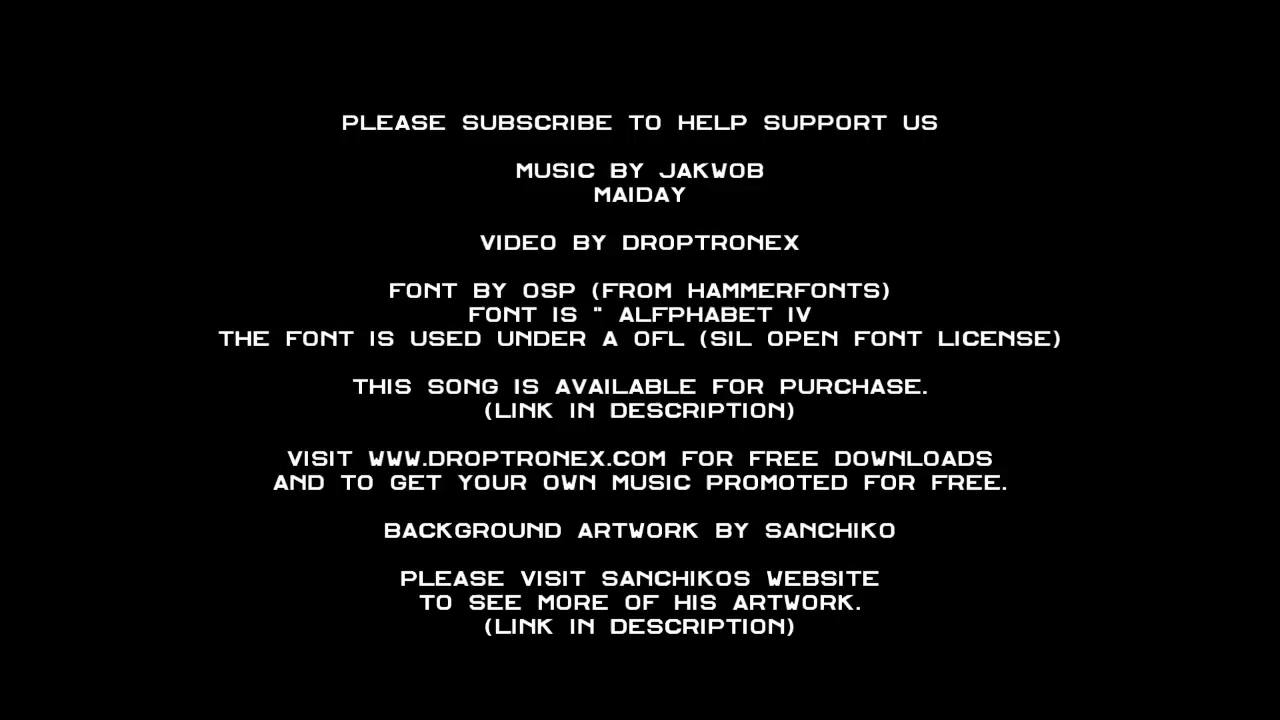 PLEASE SUBSCRIBE TO HELP SUPPORT US
MUSIC BY JAKWOB
MAIDAY
VIDEO BY DROPTRONEX
FONT BY OSP (FROM HAMMERFONTS)
FONT IS " ALFPHABET IV
THE FONT IS USED UNDER A OFL (SIL OPEN FONT LICENSE)
THIS SONG IS AVAILABLE FOR PURCHASE.
(LINK IN DESCRIPTION)
VISIT WWW.DROPTRONEX.COM FOR FREE DOWNLOADS
AND TO GET YOUR OWN MUSIC PROMOTED FOR FREE.
BACKGROUND ARTWORK BY SANCHIKO
PLEASE VISIT SANCHIKOS WEBSITE
TO SEE MORE OF HIS ARTWORK.
(LINK IN DESCRIPTION)